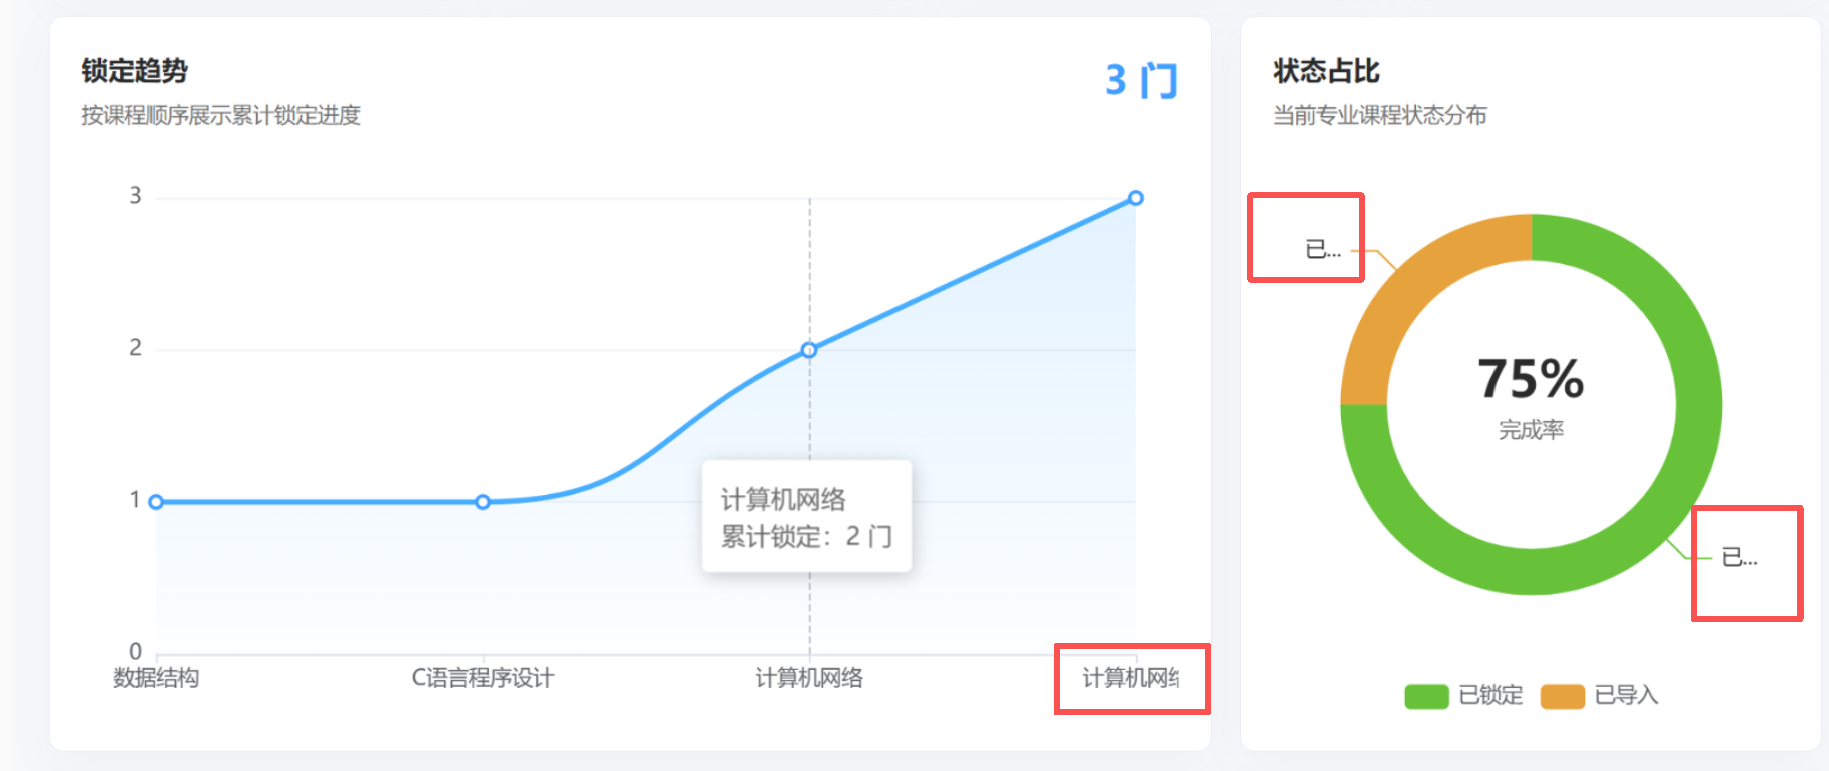 锁定趋势
3 门
按课程顺序展示累计锁定进度
3
2
1
0
计算机网络
累计锁定：2 门
数据结构
C语言程序设计
计算机网络
计算机网
状态占比
当前专业课程状态分布
已...
75%
完成率
已...
已锁定
已导入